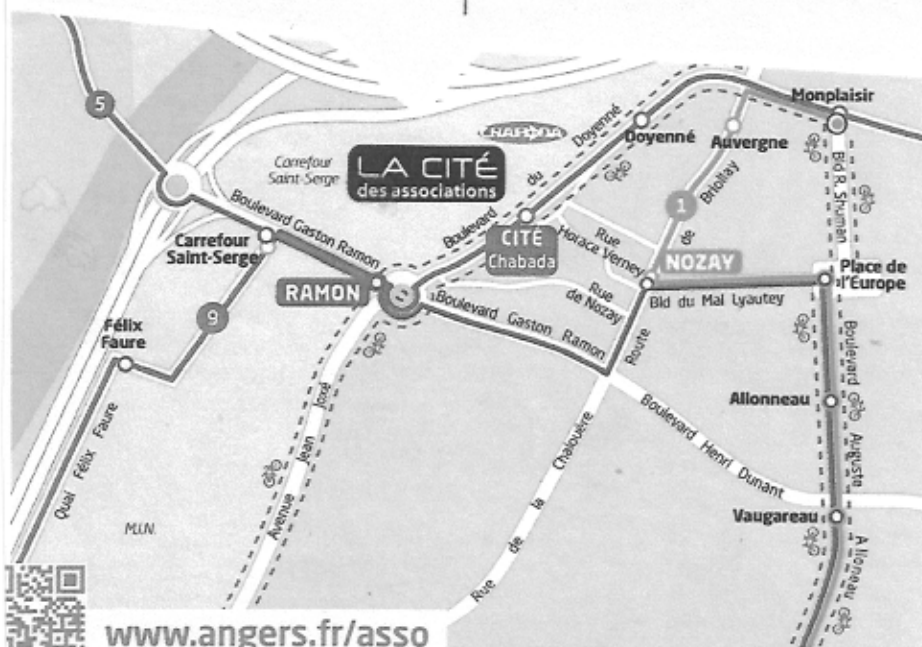 5
Monplaisir
CHABADA
Doyenné
Auvergne
Carrefour
Saint-Serge
LA CITÉ
des associations
Boulevard du Doyenné
Bd R. Shuman
1
Route de Briollay
Boulevard Gaston Ramon
CITÉ
Chabada
Rue
Horace Verney
Carrefour
Saint-Serge
NOZAY
Place de
l'Europe
RAMON
Rue
de Nozay
Bld du Mal Lyautey
9
Boulevard Gaston Ramon
Félix
Faure
Boulevard Auguste Alloneau
Allonneau
Quai Félix Faure
Avenue Jean Joxé
Rue de la Chalouère
Boulevard Henri Dunant
M.I.N.
Vaugareau
www.angers.fr/asso